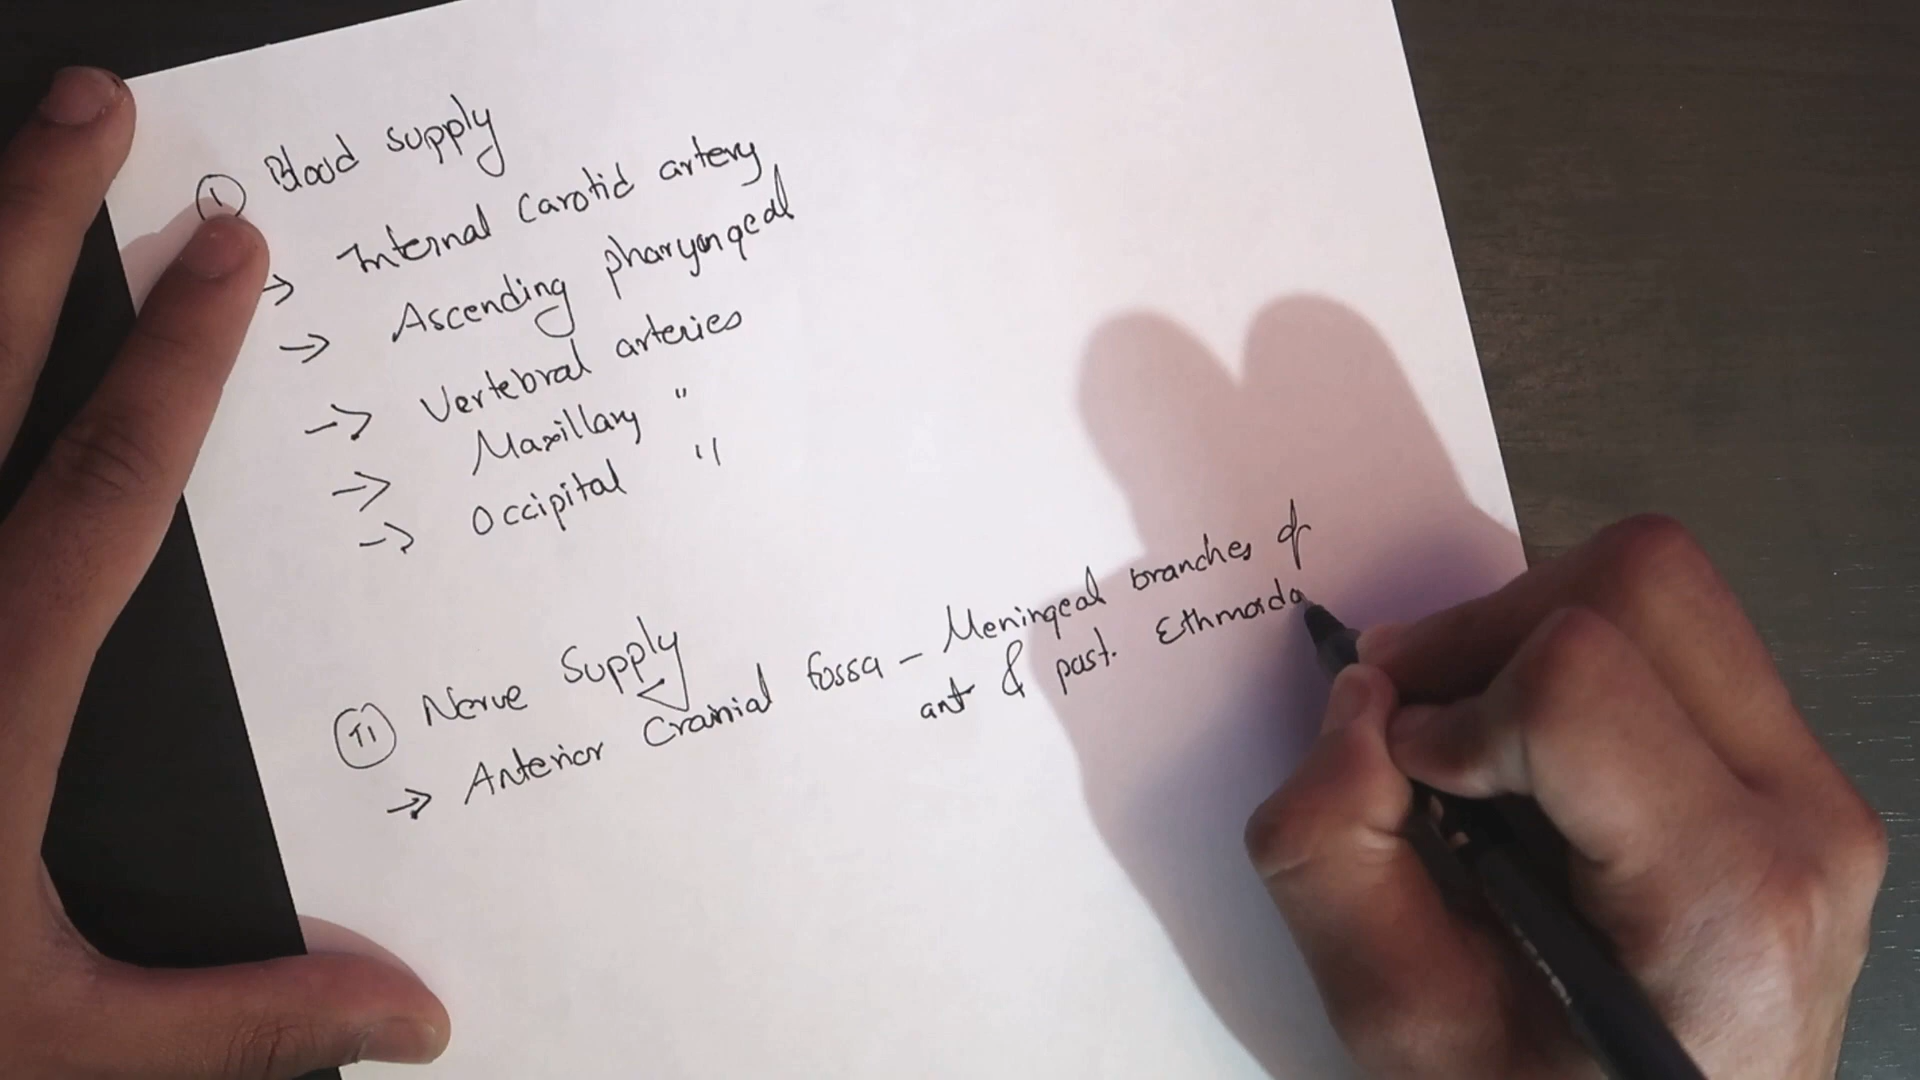 ① Blood supply
→ Internal Carotid artery
→ Ascending pharyngeal
→ Vertebral arteries
→ Maxillary "
→ Occipital "
II Nerve Supply
→ Anterior Cranial fossa – Meningeal branches of
ant & post. Ethmoida